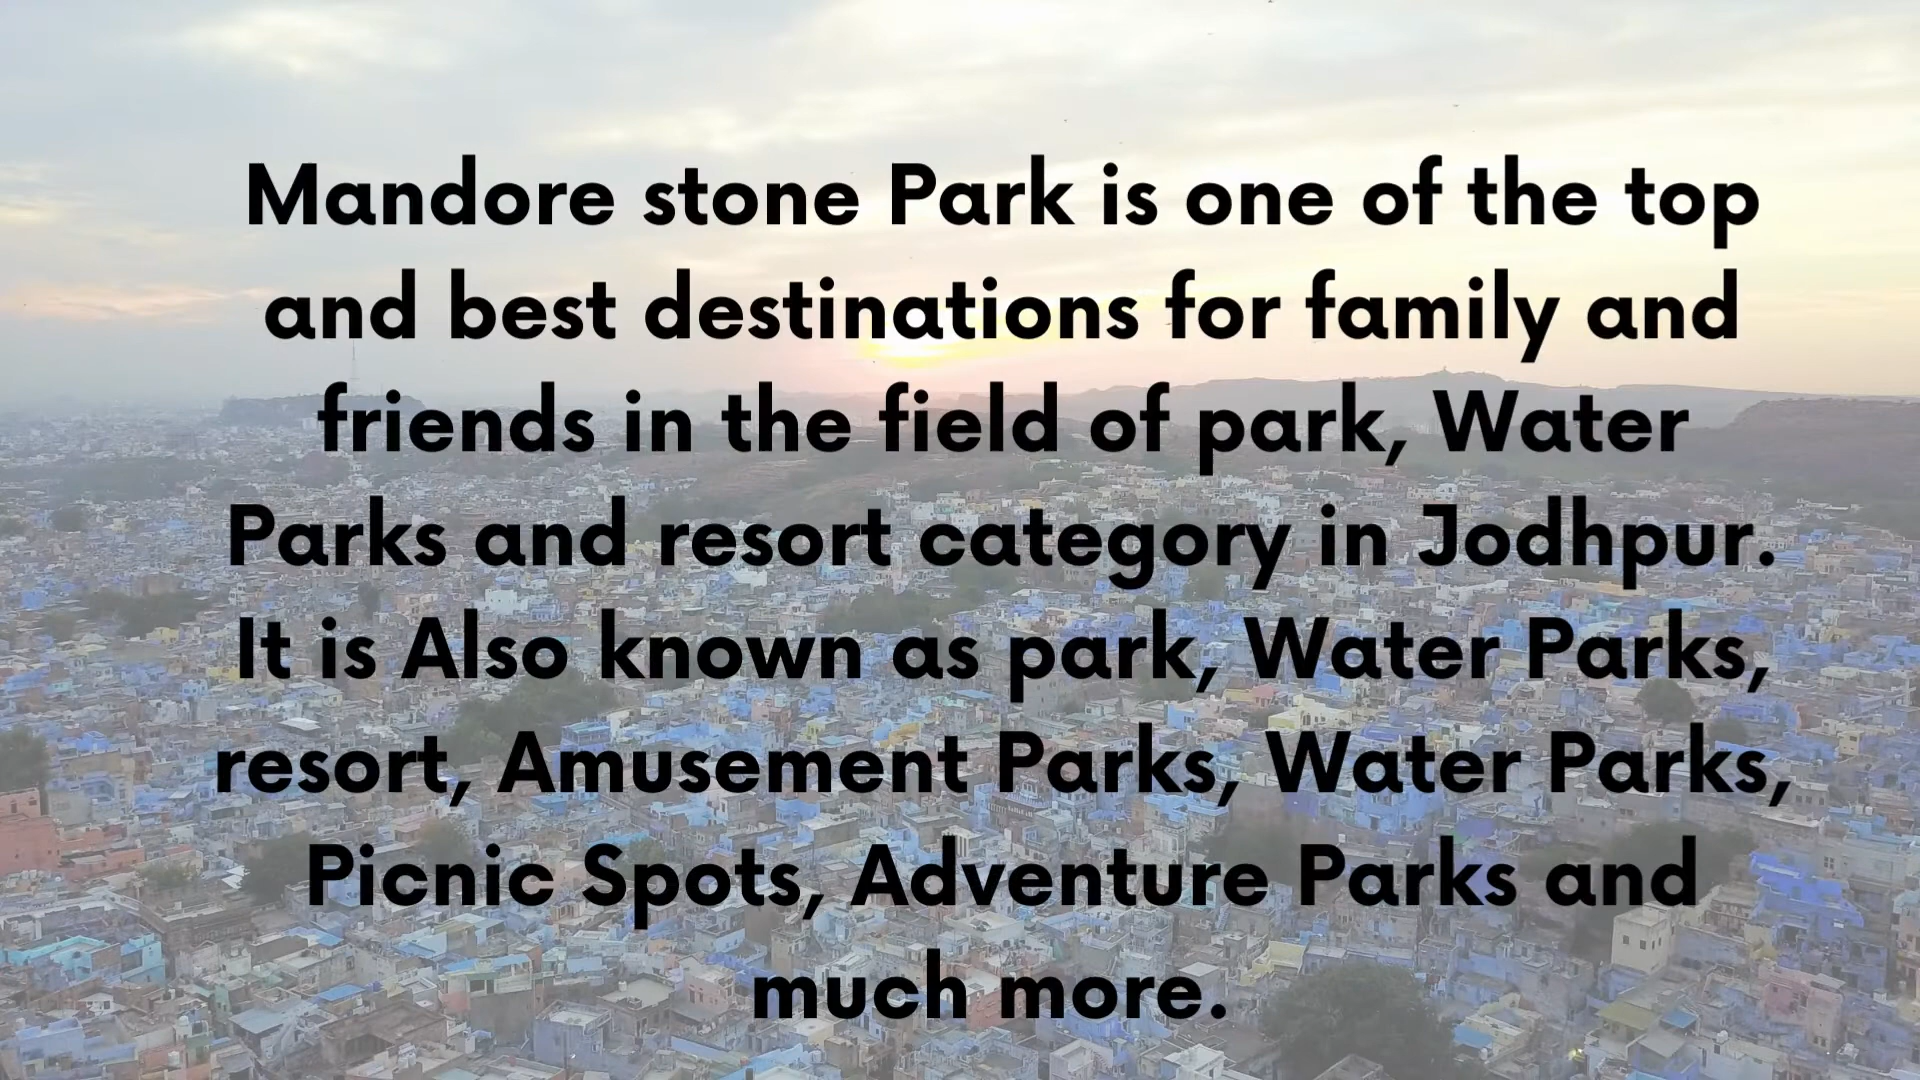 Mandore stone Park is one of the top
and best destinations for family and
friends in the field of park, Water
Parks and resort category in Jodhpur.
It is Also known as park, Water Parks,
resort, Amusement Parks, Water Parks,
Picnic Spots, Adventure Parks and
much more.